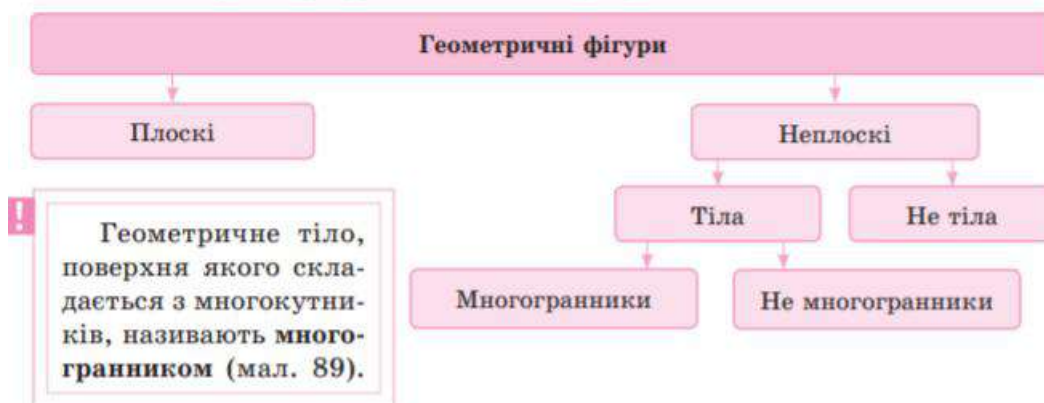 Геометричні фігури
Плоскі
Неплоскі
Тіла
Не тіла
Многогранники
Не многогранники
!
Геометричне тіло,
поверхня якого скла-
дається з многокутни-
ків, називають много-
гранником (мал. 89).